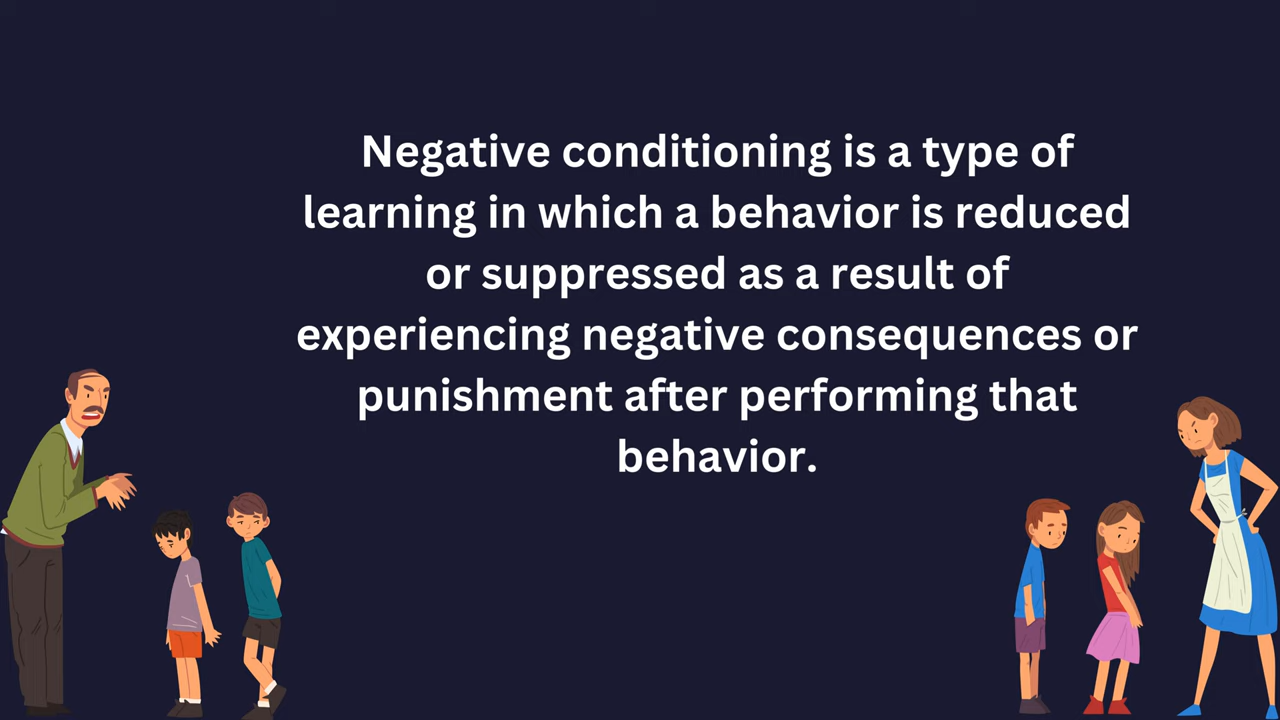 Negative conditioning is a type of
learning in which a behavior is reduced
or suppressed as a result of
experiencing negative consequences or
punishment after performing that
behavior.